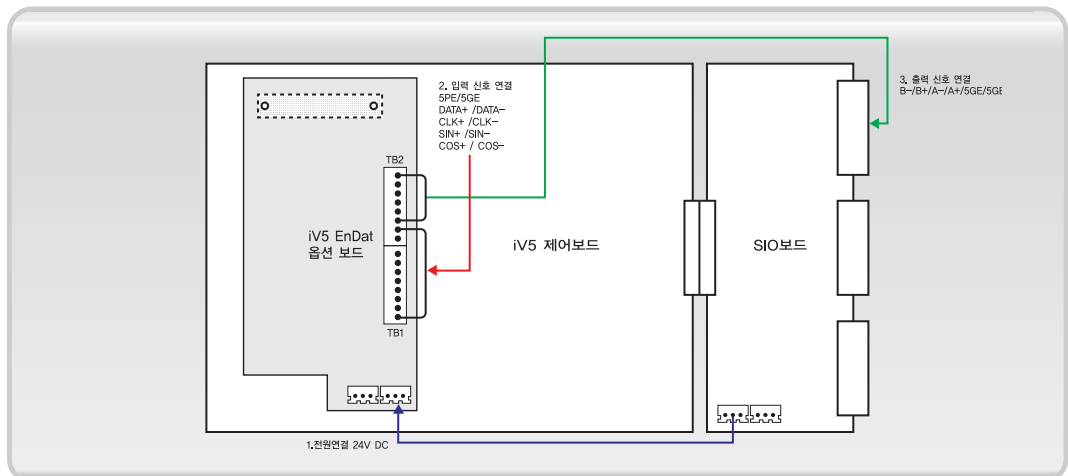 2. 입력 신호 연결
5PE/5GE
DATA+ /DATA-
CLK+ /CLK-
SIN+ /SIN-
COS+ / COS-
3. 출력 신호 연결
B-/B+/A-/A+/5GE/5GE
TB2
iV5 EnDat
옵션 보드
TB1
iV5 제어보드
SIO보드
1.전원연결 24V DC